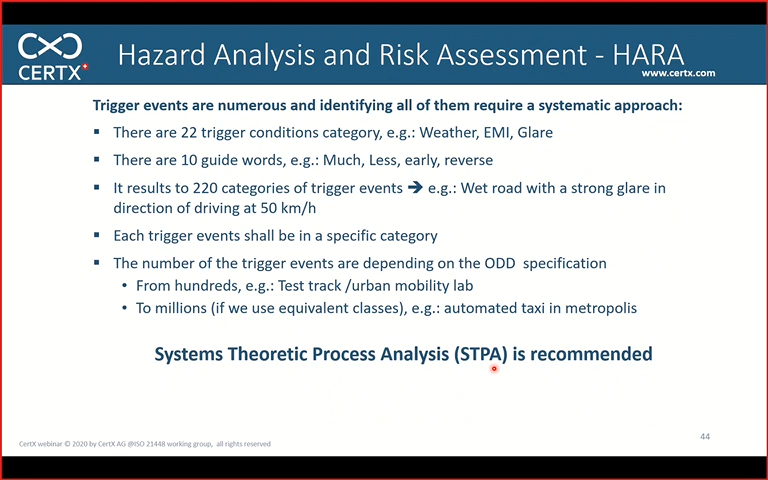 CERTX
Hazard Analysis and Risk Assessment - HARA
www.certx.com
Trigger events are numerous and identifying all of them require a systematic approach:
▪ There are 22 trigger conditions category, e.g.: Weather, EMI, Glare
▪ There are 10 guide words, e.g.: Much, Less, early, reverse
▪ It results to 220 categories of trigger events ➔ e.g.: Wet road with a strong glare in
direction of driving at 50 km/h
▪ Each trigger events shall be in a specific category
▪ The number of the trigger events are depending on the ODD specification
• From hundreds, e.g.: Test track /urban mobility lab
• To millions (if we use equivalent classes), e.g.: automated taxi in metropolis
Systems Theoretic Process Analysis (STPA) is recommended
44
CertX webinar © 2020 by CertX AG @ISO 21448 working group, all rights reserved